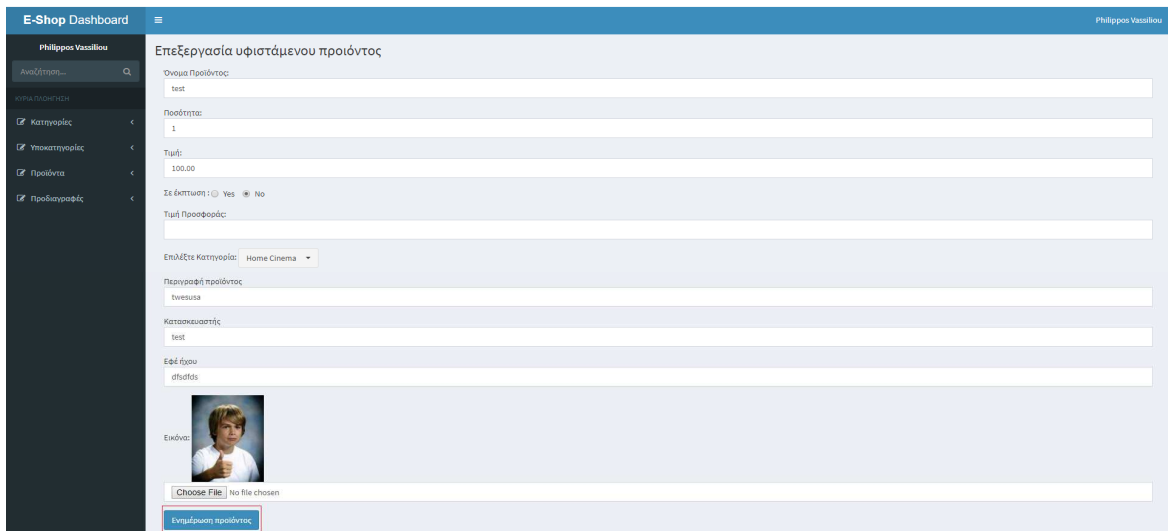 E-Shop Dashboard
Philippos Vassiliou
Philippos Vassiliou
Αναζήτηση...
ΚΥΡΙΑ ΠΛΟΗΓΗΣΗ
Κατηγορίες
Υποκατηγορίες
Προϊόντα
Προδιαγραφές
Επεξεργασία υφιστάμενου προιόντος
Όνομα Προϊόντος:
test
Ποσότητα:
1
Τιμή:
100.00
Σε έκπτωση : Yes No
Τιμή Προσφοράς:
Επιλέξτε Κατηγορία: Home Cinema
Περιγραφή προϊόντος
twesusa
Κατασκευαστής
test
Εφέ ήχου
dfsdfds
Εικόνα:
Choose File No file chosen
Ενημέρωση προϊόντος